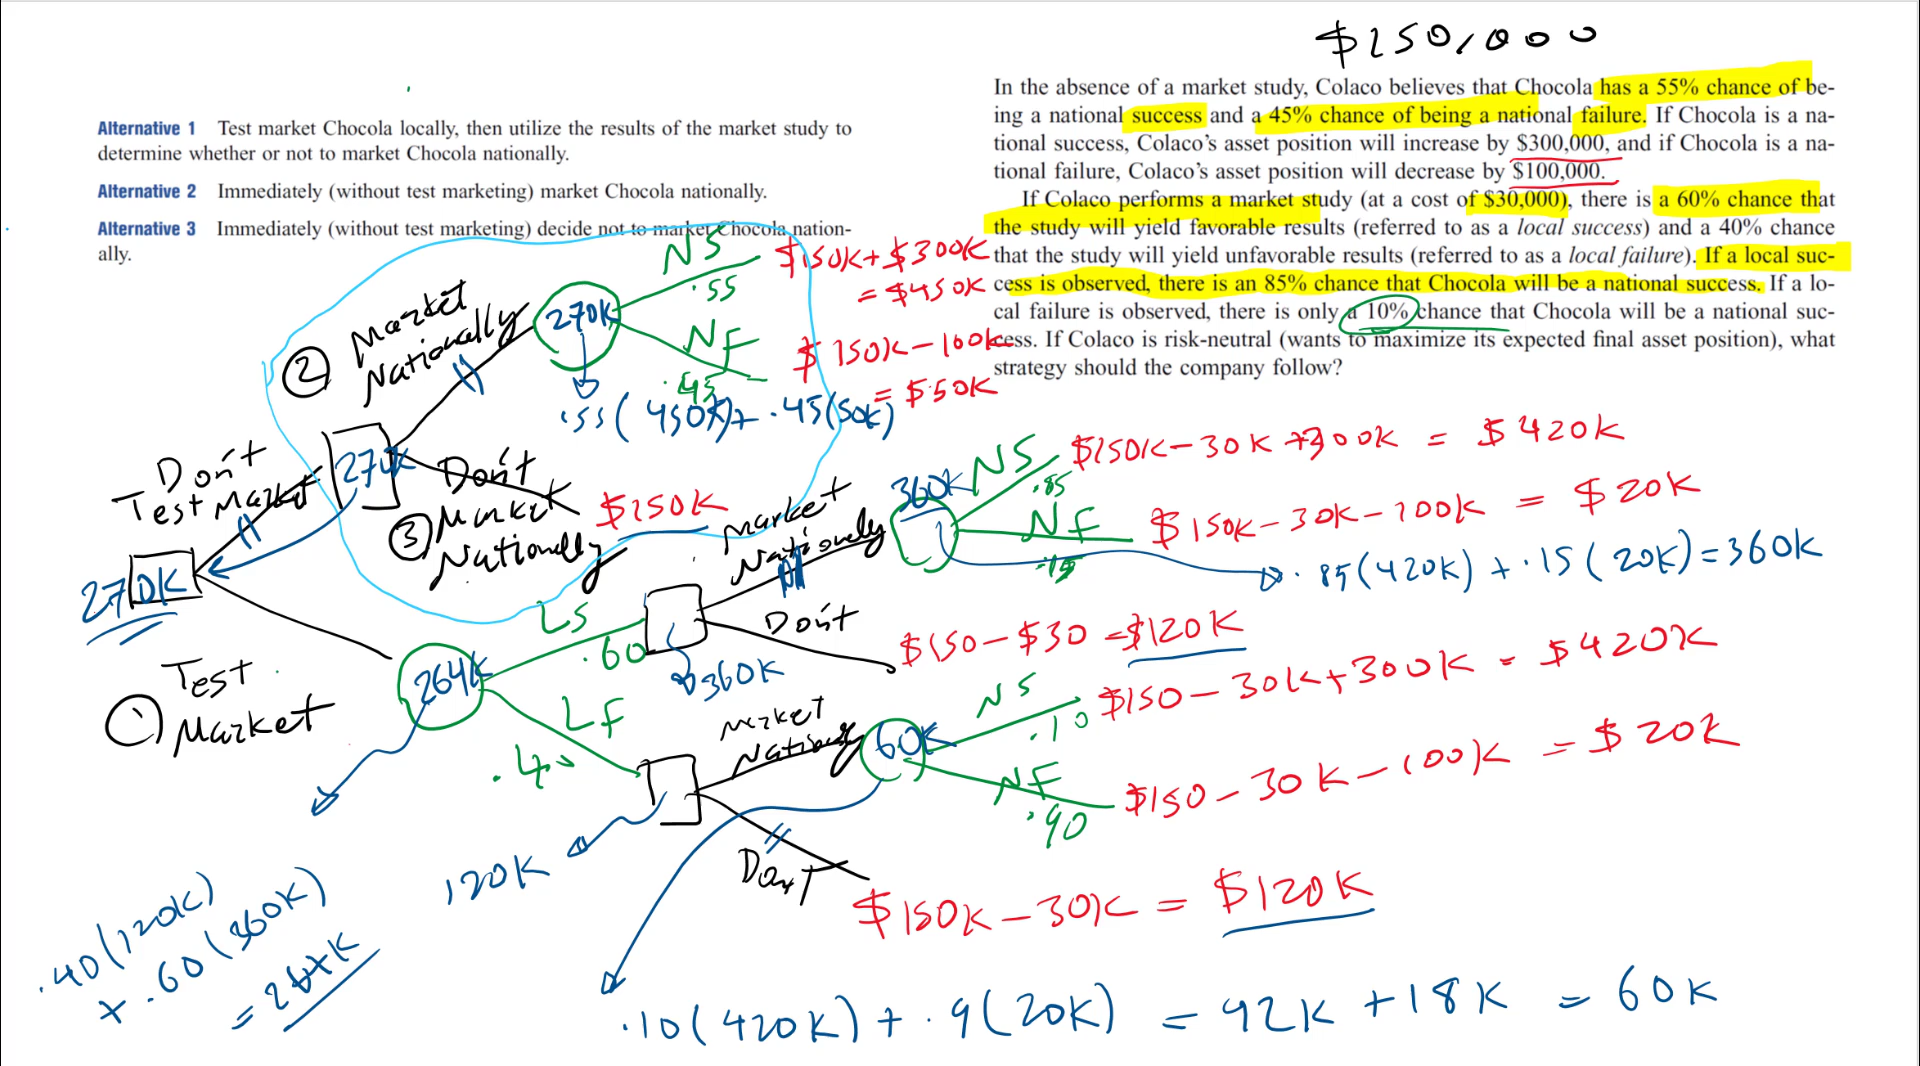 $150,000
Alternative 1 Test market Chocola locally, then utilize the results of the market study to
determine whether or not to market Chocola nationally.
Alternative 2 Immediately (without test marketing) market Chocola nationally.
Alternative 3 Immediately (without test marketing) decide not to market Chocola nation-
ally.
In the absence of a market study, Colaco believes that Chocola has a 55% chance of be-
ing a national success and a 45% chance of being a national failure. If Chocola is a na-
tional success, Colaco's asset position will increase by $300,000, and if Chocola is a na-
tional failure, Colaco's asset position will decrease by $100,000.
If Colaco performs a market study (at a cost of $30,000), there is a 60% chance that
the study will yield favorable results (referred to as a local success) and a 40% chance
that the study will yield unfavorable results (referred to as a local failure). If a local suc-
cess is observed, there is an 85% chance that Chocola will be a national success. If a lo-
cal failure is observed, there is only a 10% chance that Chocola will be a national suc-
cess. If Colaco is risk-neutral (wants to maximize its expected final asset position), what
strategy should the company follow?
NS
.55
$150K+$300K
= $450K
② Market
Nationally
270K
NF
.45
$150K-100K
= $50K
.55(450K)+.45(50K)
Don't
Test Market
270K
Don't
③ Market
Nationally
$150K
270K
Market
Nationally
360K
NS
.85
$150K-30K+300K = $420K
NF
.15
$150K-30K-100K = $20K
.85(420K)+.15(20K)=360K
LS
.60
360K
Don't
$150-$30=$120K
① Test
Market
264K
LF
.40
Market
Nationally
60K
NS
.10
$150-30K+300K = $420K
NF
.90
$150-30K-100K = $20K
120K
Don't
$150K-30K = $120K
.40(120K)
+.60(360K)
=264K
.10(420K)+.9(20K) = 42K+18K = 60K